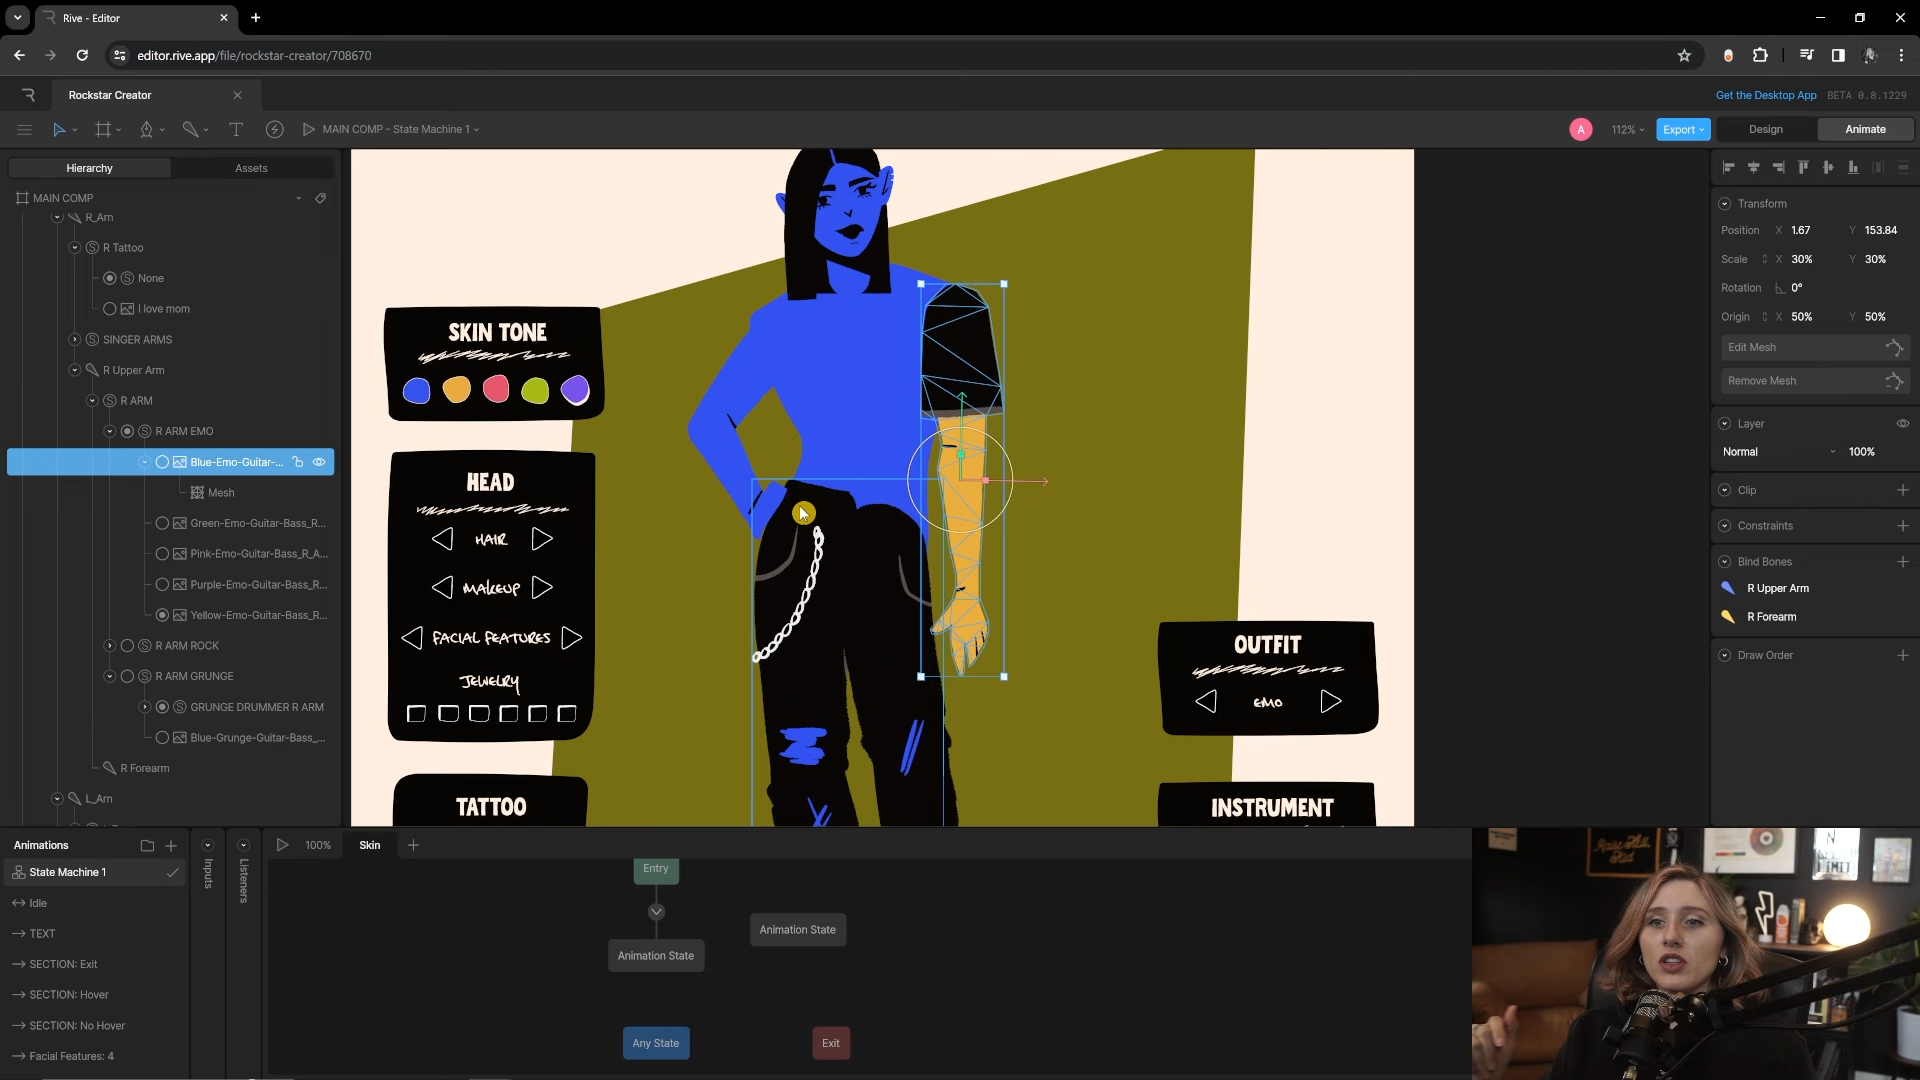 Rive - Editor
editor.rive.app/file/rockstar-creator/708670
Rockstar Creator
Get the Desktop App BETA 0.8.1229
MAIN COMP - State Machine 1
A
112%
Export
Design
Animate
Hierarchy
Assets
MAIN COMP
R_Arn
R Tattoo
None
I love mom
SINGER ARMS
R Upper Arm
R ARM
R ARM EMO
Blue-Emo-Guitar-...
Mesh
Green-Emo-Guitar-Bass_R...
Pink-Emo-Guitar-Bass_R_A...
Purple-Emo-Guitar-Bass_R...
Yellow-Emo-Guitar-Bass_R...
R ARM ROCK
R ARM GRUNGE
GRUNGE DRUMMER R ARM
Blue-Grunge-Guitar-Bass_...
R Forearm
L_Arn
SKIN TONE
HEAD
HAIR
MAKEUP
FACIAL FEATURES
JEWELRY
TATTOO
OUTFIT
EMO
INSTRUMENT
Transform
Position X 1.67 Y 153.84
Scale X 30% Y 30%
Rotation 0°
Origin X 50% Y 50%
Edit Mesh
Remove Mesh
Layer
Normal 100%
Clip
Constraints
Bind Bones
R Upper Arm
R Forearm
Draw Order
Animations
State Machine 1
Idle
TEXT
SECTION: Exit
SECTION: Hover
SECTION: No Hover
Facial Features: 4
Inputs
Listeners
100%
Skin
Entry
Animation State
Animation State
Any State
Exit